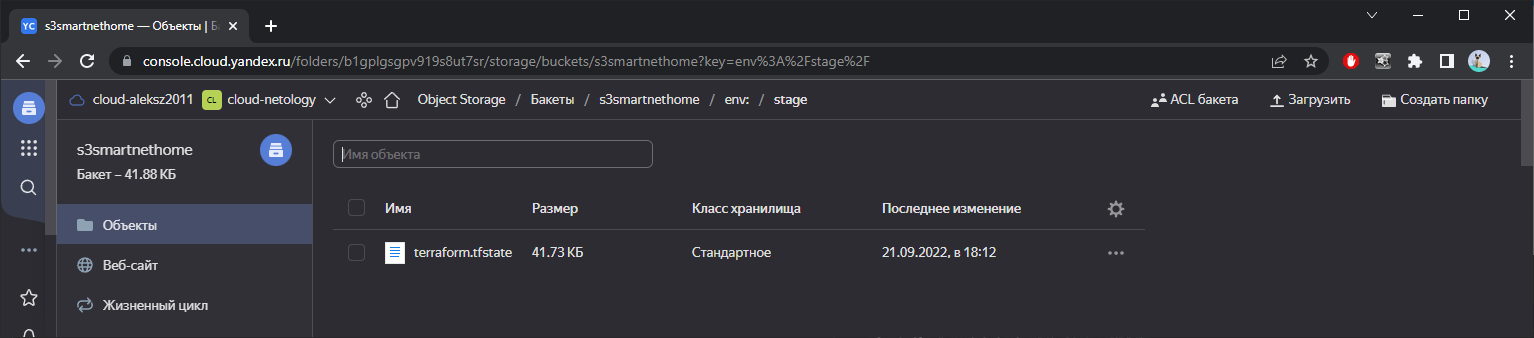 YC s3smartnethome — Объекты | Ба
console.cloud.yandex.ru/folders/b1gplgsgpv919s8ut7sr/storage/buckets/s3smartnethome?key=env%3A%2Fstage%2F
cloud-aleksz2011 CL cloud-netology Object Storage / Бакеты / s3smartnethome / env: / stage ACL бакета Загрузить Создать папку
s3smartnethome
Бакет – 41.88 КБ
Объекты
Веб-сайт
Жизненный цикл
Имя объекта
Имя Размер Класс хранилища Последнее изменение
terraform.tfstate 41.73 КБ Стандартное 21.09.2022, в 18:12